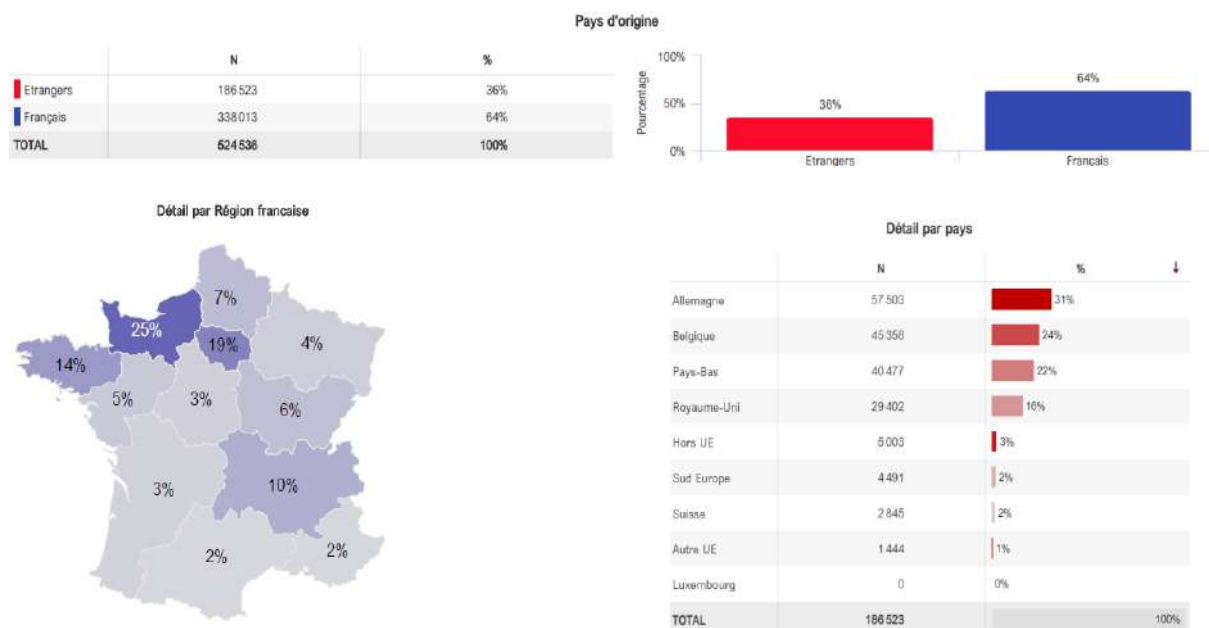 Pays d'origine
N %
Etrangers 186 523 36%
Français 338 013 64%
TOTAL 524 536 100%
Pourcentage
100%
50%
0%
36%
64%
Etrangers
Francais
Détail par Région francaise
7%
25%
19%
4%
14%
5%
3%
6%
3%
10%
2%
2%
Détail par pays
N % ↓
Allemagne 57 503 31%
Belgique 45 358 24%
Pays-Bas 40 477 22%
Royaume-Uni 29 402 16%
Hors UE 5 003 3%
Sud Europe 4 491 2%
Suisse 2 845 2%
Autre UE 1 444 1%
Luxembourg 0 0%
TOTAL 186 523 100%